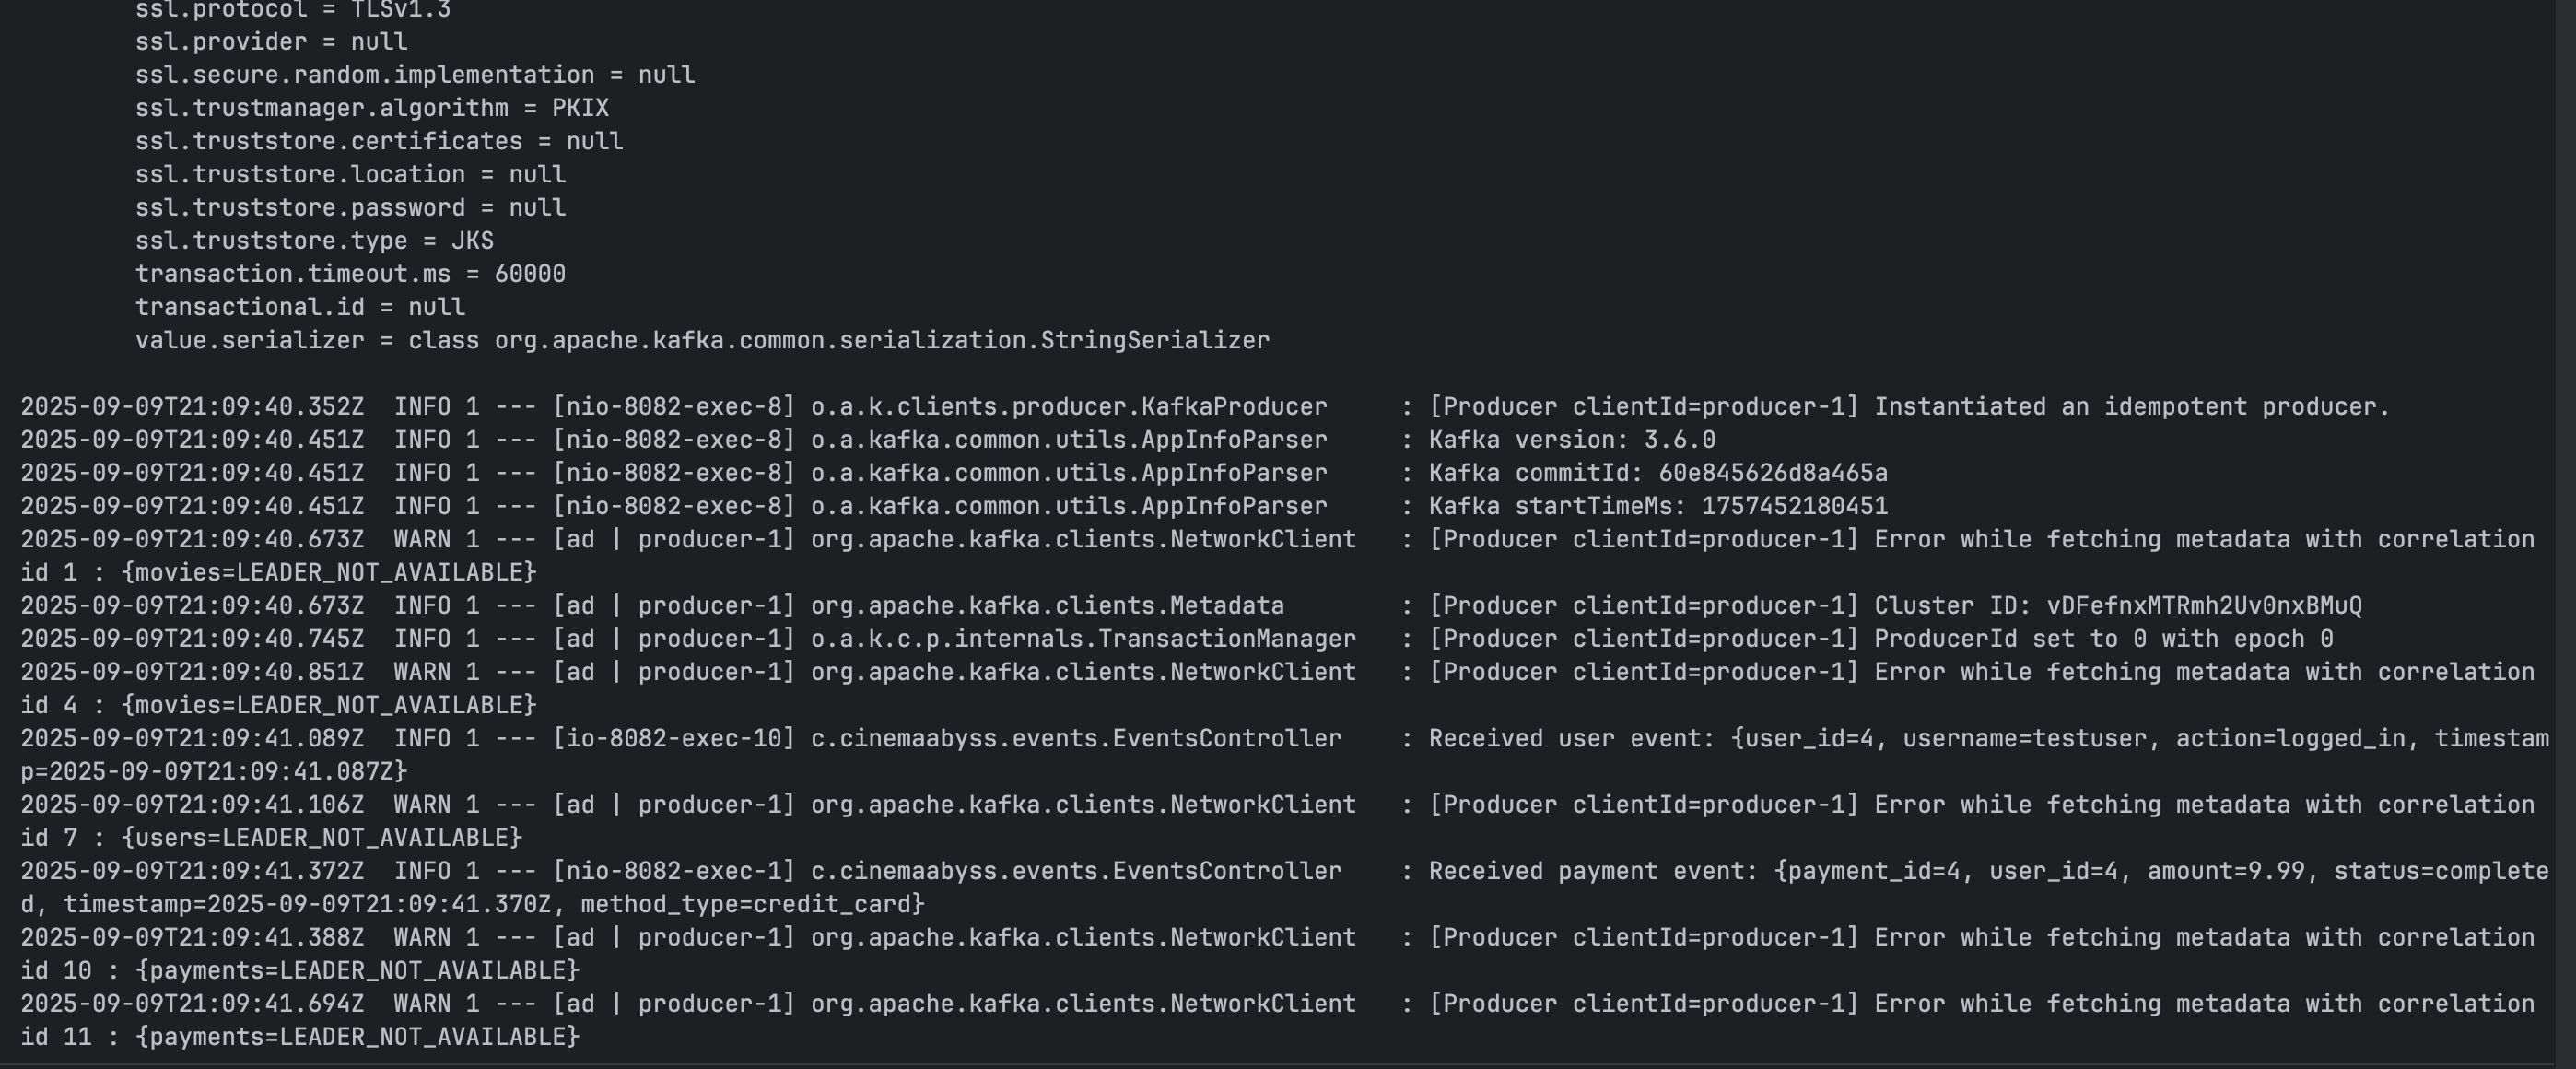 ssl.protocol = TLSv1.3
ssl.provider = null
ssl.secure.random.implementation = null
ssl.trustmanager.algorithm = PKIX
ssl.truststore.certificates = null
ssl.truststore.location = null
ssl.truststore.password = null
ssl.truststore.type = JKS
transaction.timeout.ms = 60000
transactional.id = null
value.serializer = class org.apache.kafka.common.serialization.StringSerializer
2025-09-09T21:09:40.352Z  INFO 1 --- [nio-8082-exec-8] o.a.k.clients.producer.KafkaProducer     : [Producer clientId=producer-1] Instantiated an idempotent producer.
2025-09-09T21:09:40.451Z  INFO 1 --- [nio-8082-exec-8] o.a.kafka.common.utils.AppInfoParser     : Kafka version: 3.6.0
2025-09-09T21:09:40.451Z  INFO 1 --- [nio-8082-exec-8] o.a.kafka.common.utils.AppInfoParser     : Kafka commitId: 60e845626d8a465a
2025-09-09T21:09:40.451Z  INFO 1 --- [nio-8082-exec-8] o.a.kafka.common.utils.AppInfoParser     : Kafka startTimeMs: 1757452180451
2025-09-09T21:09:40.673Z  WARN 1 --- [ad | producer-1] org.apache.kafka.clients.NetworkClient   : [Producer clientId=producer-1] Error while fetching metadata with correlation
id 1 : {movies=LEADER_NOT_AVAILABLE}
2025-09-09T21:09:40.673Z  INFO 1 --- [ad | producer-1] org.apache.kafka.clients.Metadata        : [Producer clientId=producer-1] Cluster ID: vDFefnxMTRmh2Uv0nxBMuQ
2025-09-09T21:09:40.745Z  INFO 1 --- [ad | producer-1] o.a.k.c.p.internals.TransactionManager   : [Producer clientId=producer-1] ProducerId set to 0 with epoch 0
2025-09-09T21:09:40.851Z  WARN 1 --- [ad | producer-1] org.apache.kafka.clients.NetworkClient   : [Producer clientId=producer-1] Error while fetching metadata with correlation
id 4 : {movies=LEADER_NOT_AVAILABLE}
2025-09-09T21:09:41.089Z  INFO 1 --- [io-8082-exec-10] c.cinemaabyss.events.EventsController    : Received user event: {user_id=4, username=testuser, action=logged_in, timestam
p=2025-09-09T21:09:41.087Z}
2025-09-09T21:09:41.106Z  WARN 1 --- [ad | producer-1] org.apache.kafka.clients.NetworkClient   : [Producer clientId=producer-1] Error while fetching metadata with correlation
id 7 : {users=LEADER_NOT_AVAILABLE}
2025-09-09T21:09:41.372Z  INFO 1 --- [nio-8082-exec-1] c.cinemaabyss.events.EventsController    : Received payment event: {payment_id=4, user_id=4, amount=9.99, status=complete
d, timestamp=2025-09-09T21:09:41.370Z, method_type=credit_card}
2025-09-09T21:09:41.388Z  WARN 1 --- [ad | producer-1] org.apache.kafka.clients.NetworkClient   : [Producer clientId=producer-1] Error while fetching metadata with correlation
id 10 : {payments=LEADER_NOT_AVAILABLE}
2025-09-09T21:09:41.694Z  WARN 1 --- [ad | producer-1] org.apache.kafka.clients.NetworkClient   : [Producer clientId=producer-1] Error while fetching metadata with correlation
id 11 : {payments=LEADER_NOT_AVAILABLE}